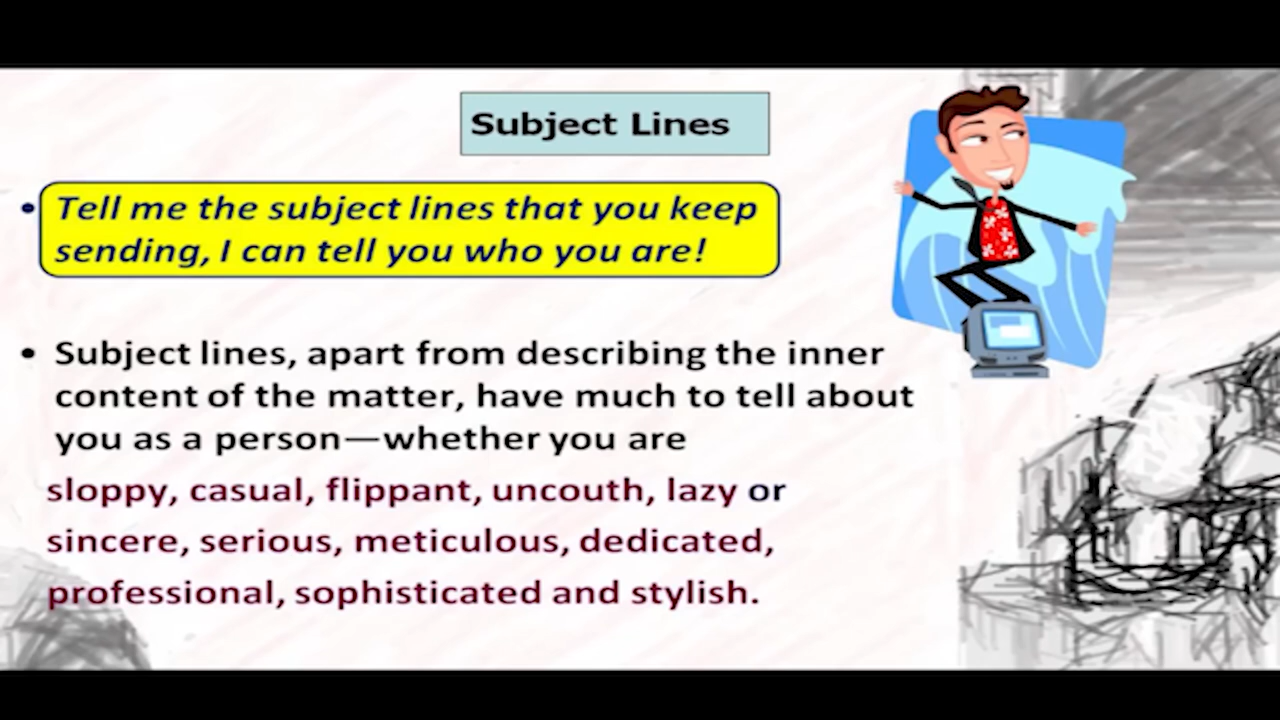 Subject Lines
• Tell me the subject lines that you keep
sending, I can tell you who you are!
• Subject lines, apart from describing the inner
content of the matter, have much to tell about
you as a person—whether you are
sloppy, casual, flippant, uncouth, lazy or
sincere, serious, meticulous, dedicated,
professional, sophisticated and stylish.